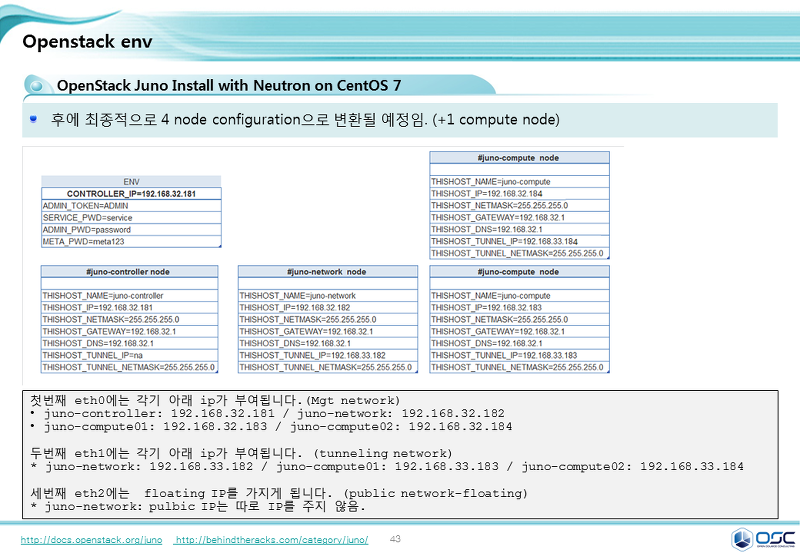 Openstack env
OpenStack Juno Install with Neutron on CentOS 7
후에 최종적으로 4 node configuration으로 변환될 예정임. (+1 compute node)
ENV
CONTROLLER_IP=192.168.32.181
ADMIN_TOKEN=ADMIN
SERVICE_PWD=service
ADMIN_PWD=password
META_PWD=meta123
#juno-compute node
THISHOST_NAME=juno-compute
THISHOST_IP=192.168.32.184
THISHOST_NETMASK=255.255.255.0
THISHOST_GATEWAY=192.168.32.1
THISHOST_DNS=192.168.32.1
THISHOST_TUNNEL_IP=192.168.33.184
THISHOST_TUNNEL_NETMASK=255.255.255.0
#juno-controller node
THISHOST_NAME=juno-controller
THISHOST_IP=192.168.32.181
THISHOST_NETMASK=255.255.255.0
THISHOST_GATEWAY=192.168.32.1
THISHOST_DNS=192.168.32.1
THISHOST_TUNNEL_IP=na
THISHOST_TUNNEL_NETMASK=255.255.255.0
#juno-network node
THISHOST_NAME=juno-network
THISHOST_IP=192.168.32.182
THISHOST_NETMASK=255.255.255.0
THISHOST_GATEWAY=192.168.32.1
THISHOST_DNS=192.168.32.1
THISHOST_TUNNEL_IP=192.168.33.182
THISHOST_TUNNEL_NETMASK=255.255.255.0
#juno-compute node
THISHOST_NAME=juno-compute
THISHOST_IP=192.168.32.183
THISHOST_NETMASK=255.255.255.0
THISHOST_GATEWAY=192.168.32.1
THISHOST_DNS=192.168.32.1
THISHOST_TUNNEL_IP=192.168.33.183
THISHOST_TUNNEL_NETMASK=255.255.255.0
첫번째 eth0에는 각기 아래 ip가 부여됩니다.(Mgt network)
• juno-controller: 192.168.32.181 / juno-network: 192.168.32.182
• juno-compute01: 192.168.32.183 / juno-compute02: 192.168.32.184
두번째 eth1에는 각기 아래 ip가 부여됩니다. (tunneling network)
* juno-network: 192.168.33.182 / juno-compute01: 192.168.33.183 / juno-compute02: 192.168.33.184
세번째 eth2에는 floating IP를 가지게 됩니다. (public network-floating)
* juno-network: pulbic IP는 따로 IP를 주지 않음.
http://docs.openstack.org/juno http://behindtheracks.com/category/juno/
43
OSC
OPEN SOURCE CONSULTING